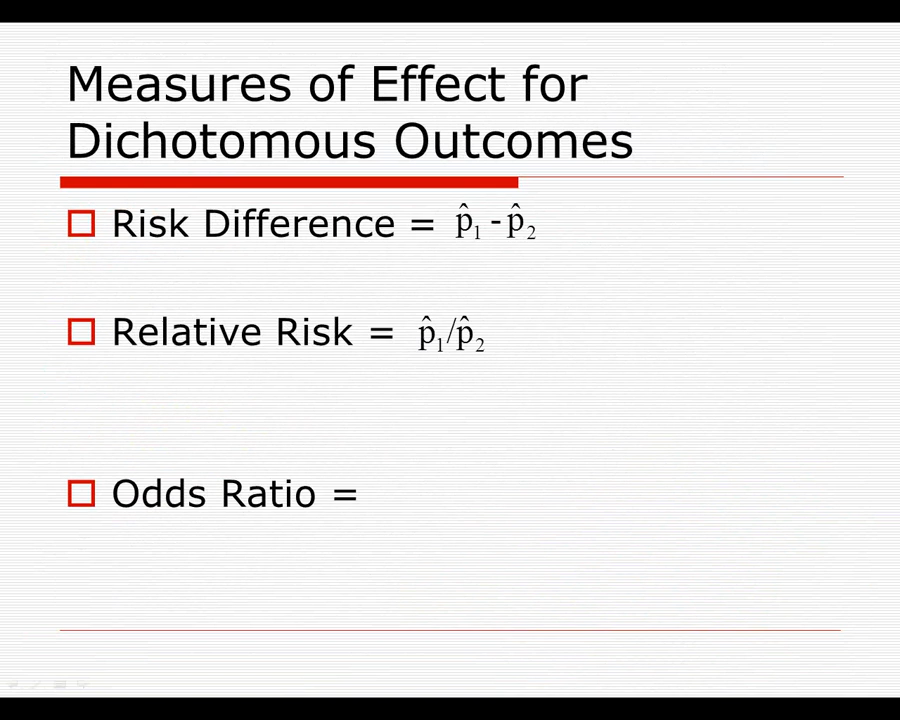 Measures of Effect for
Dichotomous Outcomes
Risk Difference = p̂₁ - p̂₂
Relative Risk = p̂₁/p̂₂
Odds Ratio =